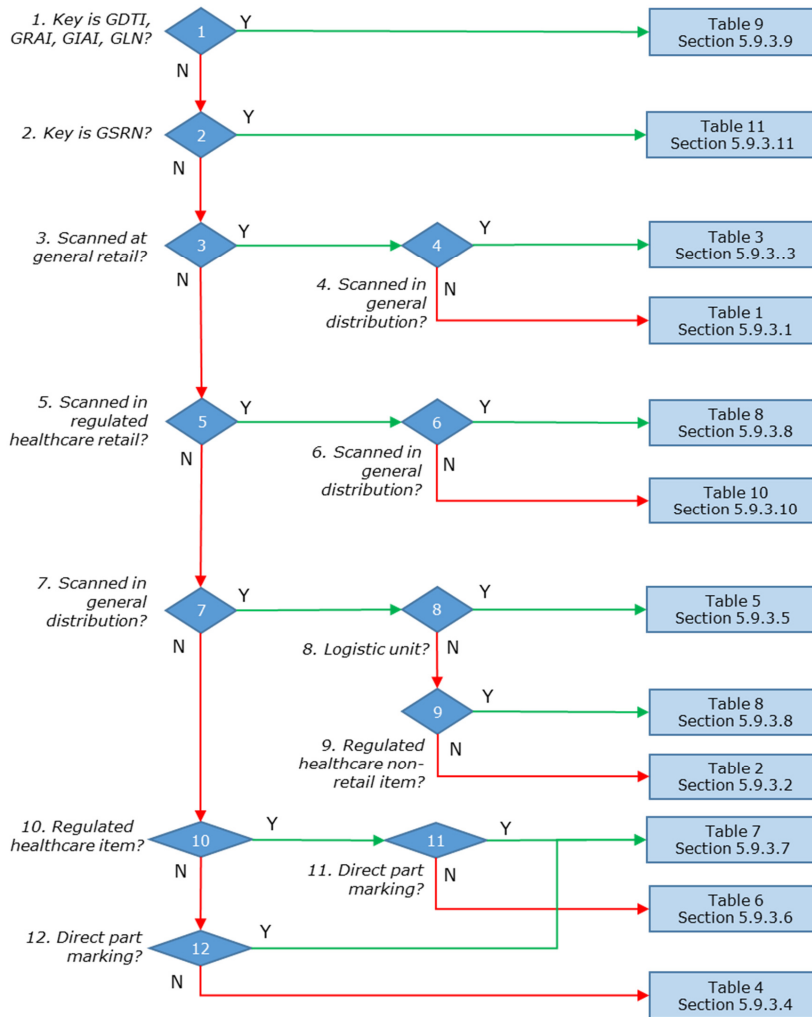 1. Key is GDTI,
GRAI, GIAI, GLN?
1
Y
N
Table 9
Section 5.9.3.9
2. Key is GSRN?
2
Y
N
Table 11
Section 5.9.3.11
3. Scanned at
general retail?
3
Y
N
4
Y
N
4. Scanned in
general
distribution?
Table 3
Section 5.9.3..3
Table 1
Section 5.9.3.1
5. Scanned in
regulated
healthcare retail?
5
Y
N
6
Y
N
6. Scanned in
general
distribution?
Table 8
Section 5.9.3.8
Table 10
Section 5.9.3.10
7. Scanned in
general
distribution?
7
Y
N
8
Y
N
8. Logistic unit?
Table 5
Section 5.9.3.5
9
Y
N
9. Regulated
healthcare non-
retail item?
Table 8
Section 5.9.3.8
Table 2
Section 5.9.3.2
10. Regulated
healthcare item?
10
Y
N
11
Y
N
11. Direct part
marking?
Table 7
Section 5.9.3.7
Table 6
Section 5.9.3.6
12. Direct part
marking?
12
Y
N
Table 4
Section 5.9.3.4